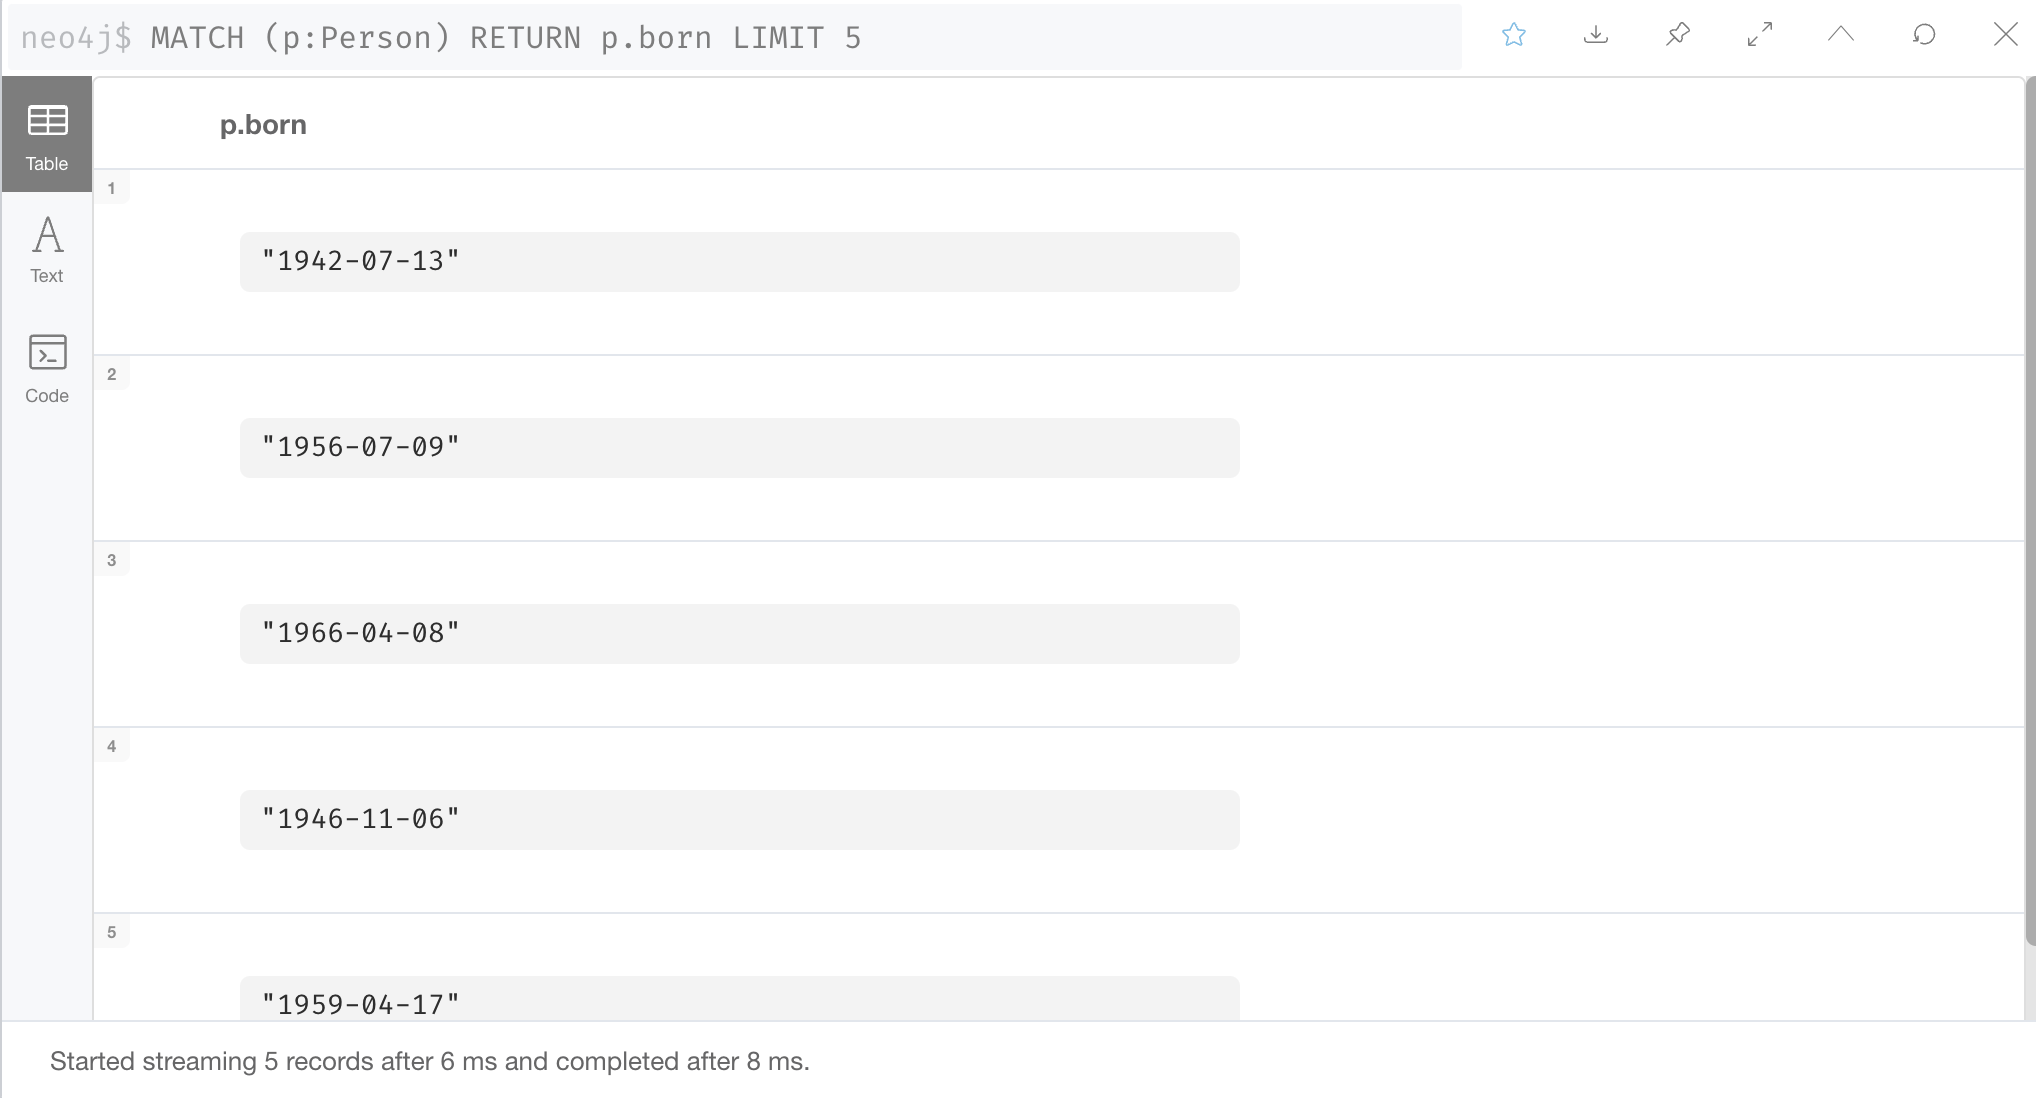 neo4j$ MATCH (p:Person) RETURN p.born LIMIT 5
Table
Text
Code
p.born
1
"1942-07-13"
2
"1956-07-09"
3
"1966-04-08"
4
"1946-11-06"
5
"1959-04-17"
Started streaming 5 records after 6 ms and completed after 8 ms.